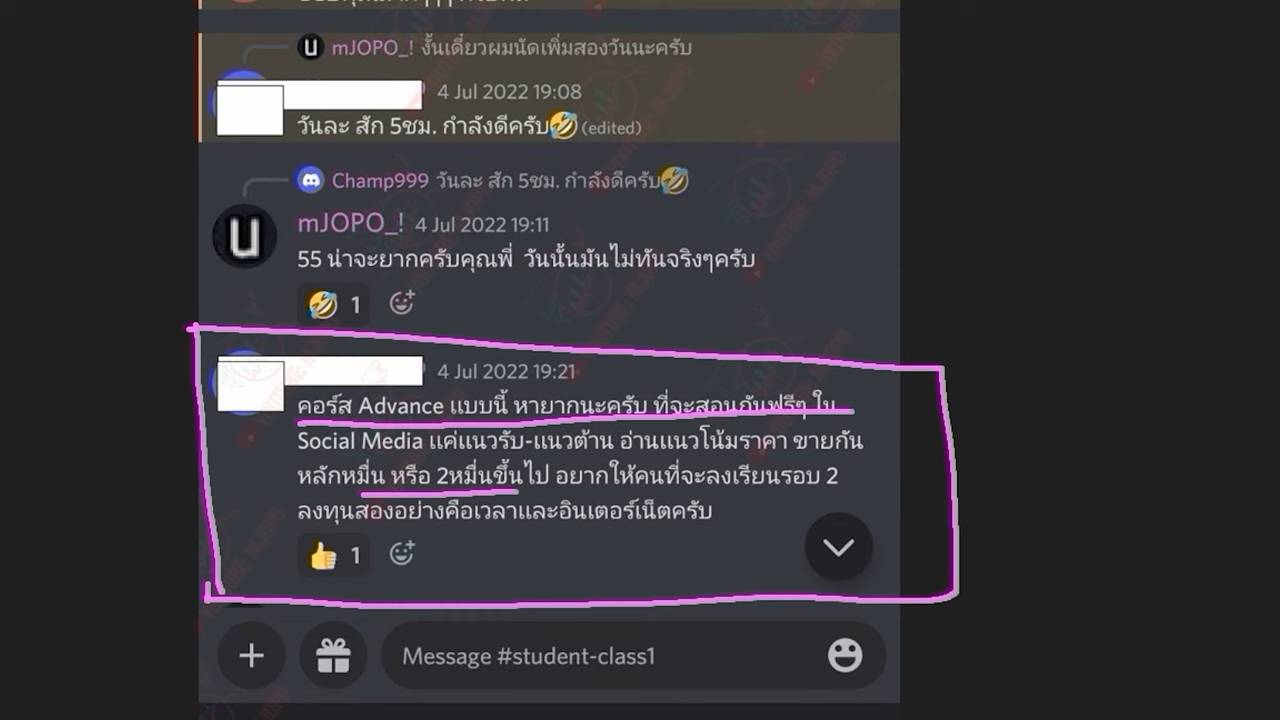 mJOPO_! งั้นเดี๋ยวผมนัดเพิ่มสองวันนะครับ
4 Jul 2022 19:08
วันละ สัก 5ชม. กำลังดีครับ🤣 (edited)
Champ999 วันละ สัก 5ชม. กำลังดีครับ🤣
mJOPO_! 4 Jul 2022 19:11
55 น่าจะยากครับคุณพี่ วันนั้นมันไม่ทันจริงๆครับ
🤣 1
4 Jul 2022 19:21
คอร์ส Advance แบบนี้ หายากนะครับ ที่จะสอนกันฟรีๆ ใน
Social Media แค่แนวรับ-แนวต้าน อ่านแนวโน้มราคา ขายกัน
หลักหมื่น หรือ 2หมื่นขึ้นไป อยากให้คนที่จะลงเรียนรอบ 2
ลงทุนสองอย่างคือเวลาและอินเตอร์เน็ตครับ
👍 1
Message #student-class1